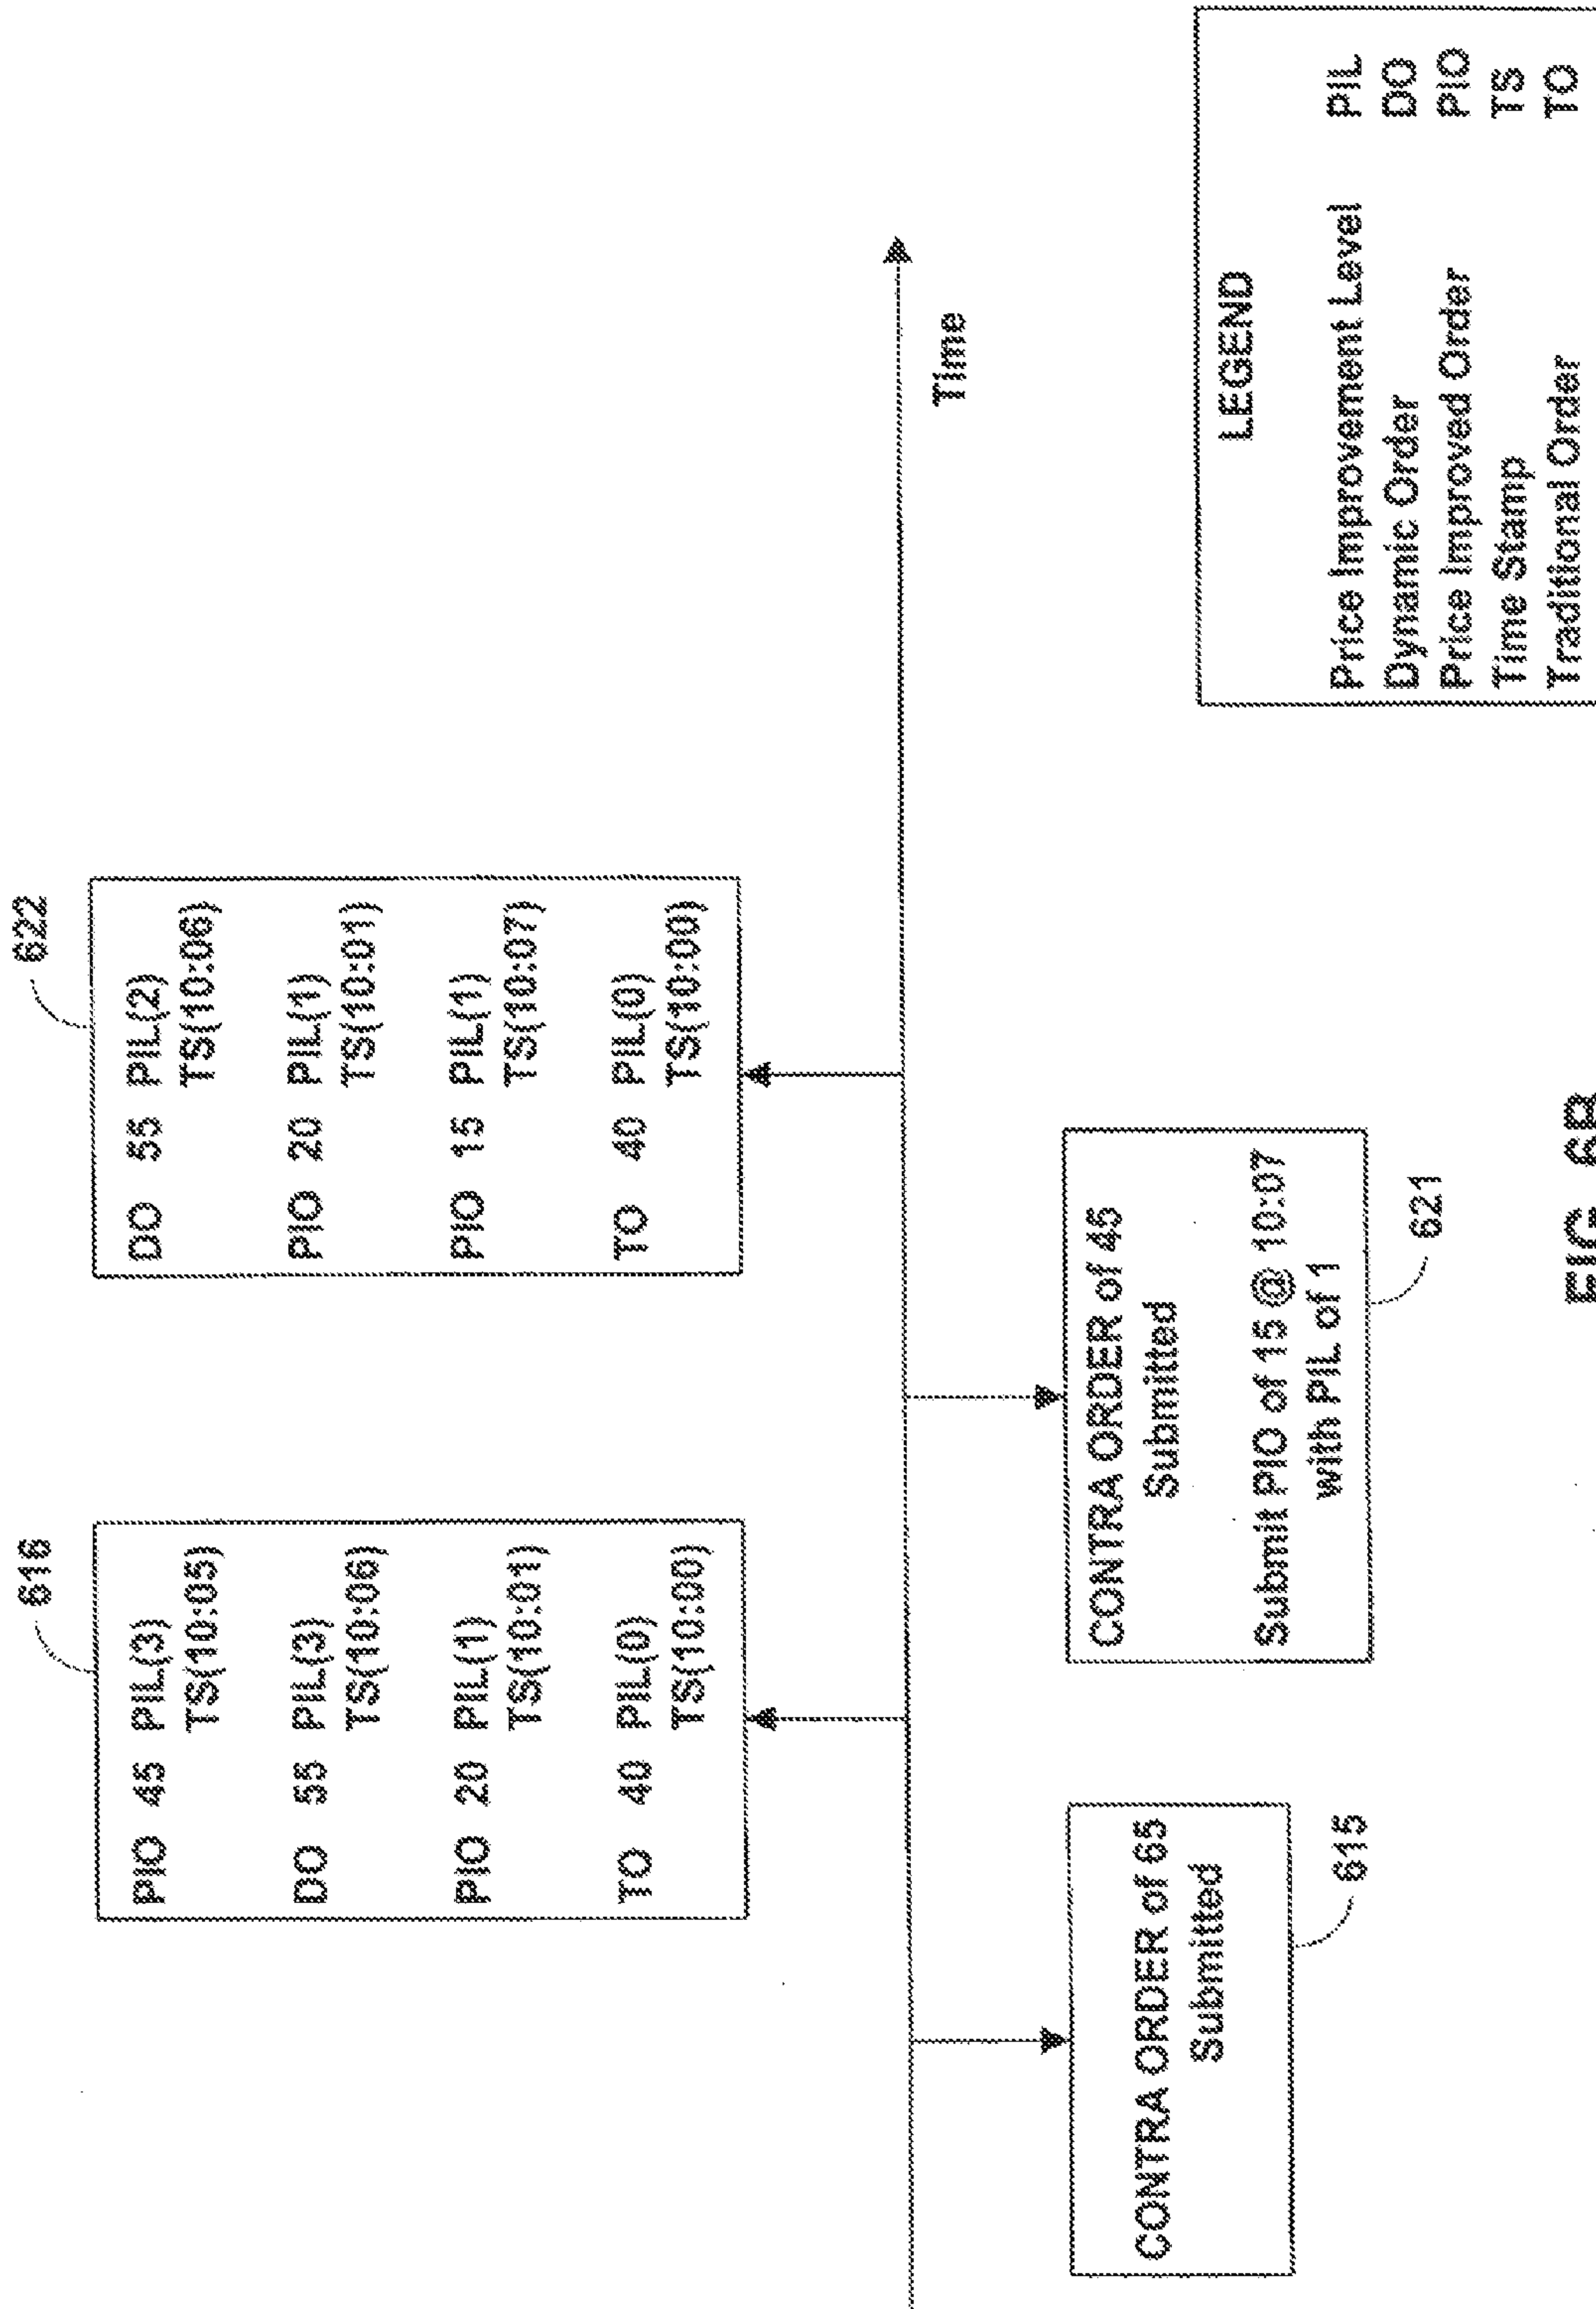 616
PIO 45 PIL(3)
TS(10:05)
DO 55 PIL(3)
TS(10:06)
PIO 20 PIL(1)
TS(10:01)
TO 40 PIL(0)
TS(10:00)
622
DO 55 PIL(2)
TS(10:06)
PIO 20 PIL(1)
TS(10:01)
PIO 15 PIL(1)
TS(10:07)
TO 40 PIL(0)
TS(10:00)
Time
CONTRA ORDER of 65
Submitted
615
CONTRA ORDER of 45
Submitted
Submit PIO of 15 @ 10:07
with PIL of 1
621
LEGEND
Price Improvement Level PIL
Dynamic Order DO
Price Improved Order PIO
Time Stamp TS
Traditional Order TO
FIG. 6B